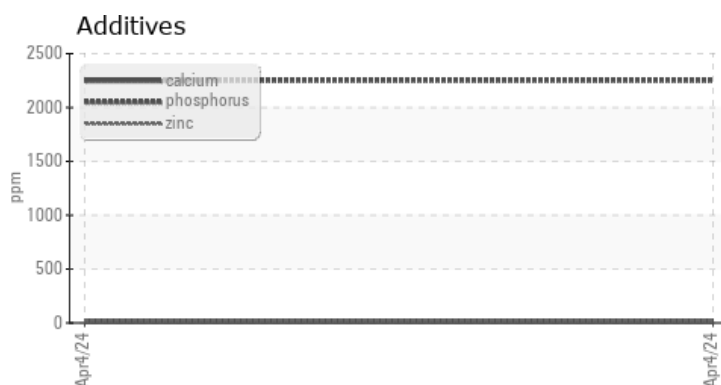 Additives
2500
2000
1500
1000
500
0
ppm
calcium
phosphorus
zinc
Apr4/24
Apr4/24